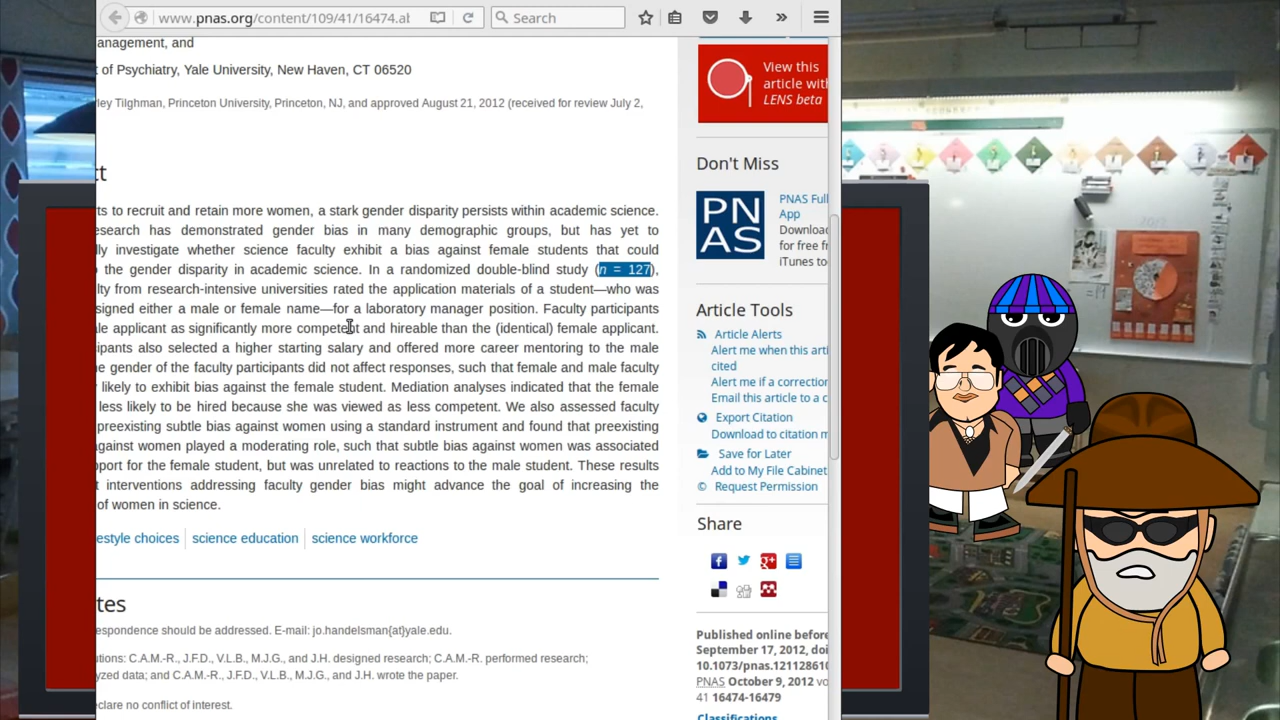 www.pnas.org/content/109/41/16474.ab
Search
anagement, and
t of Psychiatry, Yale University, New Haven, CT 06520
ley Tilghman, Princeton University, Princeton, NJ, and approved August 21, 2012 (received for review July 2,
ct
rts to recruit and retain more women, a stark gender disparity persists within academic science.
esearch has demonstrated gender bias in many demographic groups, but has yet to
lly investigate whether science faculty exhibit a bias against female students that could
o the gender disparity in academic science. In a randomized double-blind study (n = 127),
lty from research-intensive universities rated the application materials of a student—who was
signed either a male or female name—for a laboratory manager position. Faculty participants
le applicant as significantly more competent and hireable than the (identical) female applicant.
cipants also selected a higher starting salary and offered more career mentoring to the male
ne gender of the faculty participants did not affect responses, such that female and male faculty
likely to exhibit bias against the female student. Mediation analyses indicated that the female
less likely to be hired because she was viewed as less competent. We also assessed faculty
preexisting subtle bias against women using a standard instrument and found that preexisting
against women played a moderating role, such that subtle bias against women was associated
pport for the female student, but was unrelated to reactions to the male student. These results
t interventions addressing faculty gender bias might advance the goal of increasing the
of women in science.
estyle choices science education science workforce
tes
espondence should be addressed. E-mail: jo.handelsman{at}yale.edu.
utions: C.A.M.-R., J.F.D., V.L.B., M.J.G., and J.H. designed research; C.A.M.-R. performed research;
yzed data; and C.A.M.-R., J.F.D., V.L.B., M.J.G., and J.H. wrote the paper.
eclare no conflict of interest.
View this
article with
LENS beta
Don't Miss
PN
AS
PNAS Full
App
Download
for free fr
iTunes to
Article Tools
Article Alerts
Alert me when this arti
cited
Alert me if a correction
Email this article to a c
Export Citation
Download to citation m
Save for Later
Add to My File Cabinet
© Request Permission
Share
Published online before
September 17, 2012, doi
10.1073/pnas.121128610
PNAS October 9, 2012 vo
41 16474-16479
Classifications